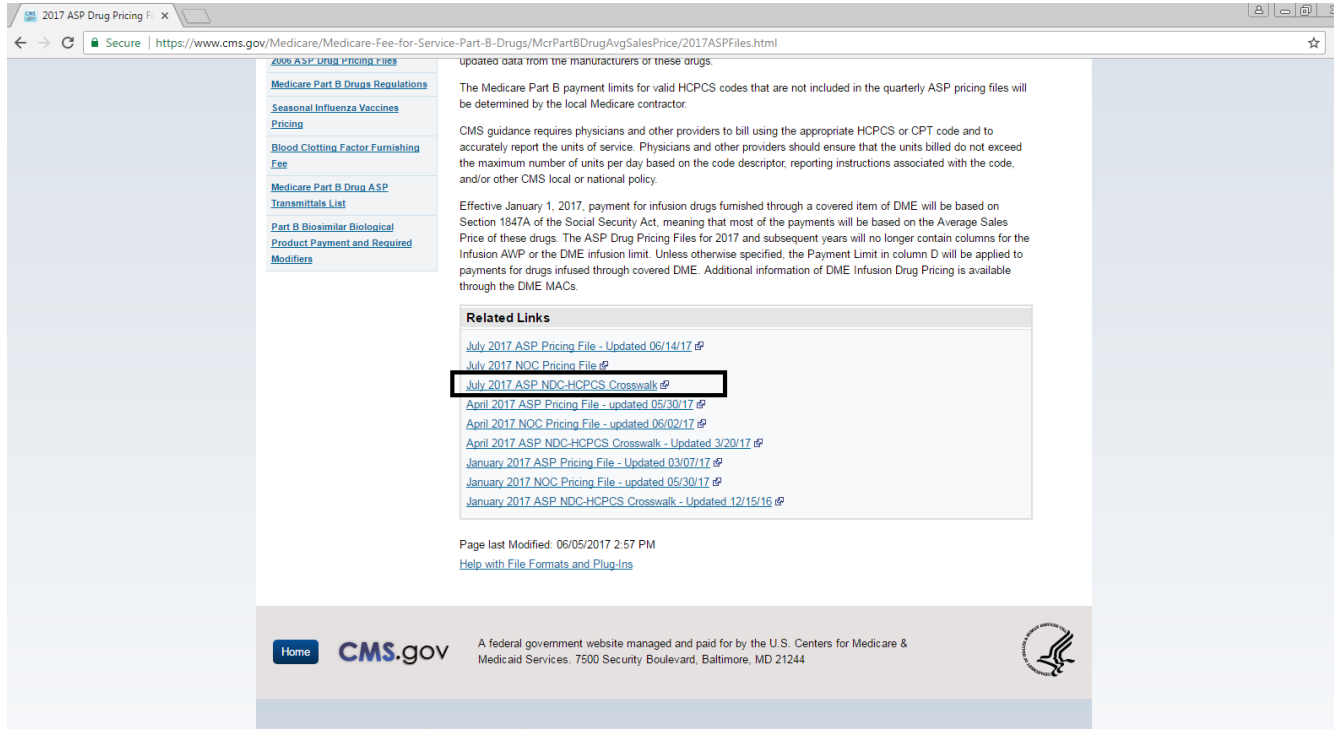 2017 ASP Drug Pricing Fi
Secure | https://www.cms.gov/Medicare/Medicare-Fee-for-Service-Part-B-Drugs/McrPartBDrugAvgSalesPrice/2017ASPFiles.html
2006 ASP Drug Pricing Files
Medicare Part B Drugs Regulations
Seasonal Influenza Vaccines
Pricing
Blood Clotting Factor Furnishing
Fee
Medicare Part B Drug ASP
Transmittals List
Part B Biosimilar Biological
Product Payment and Required
Modifiers
updated data from the manufacturers of these drugs.
The Medicare Part B payment limits for valid HCPCS codes that are not included in the quarterly ASP pricing files will
be determined by the local Medicare contractor.
CMS guidance requires physicians and other providers to bill using the appropriate HCPCS or CPT code and to
accurately report the units of service. Physicians and other providers should ensure that the units billed do not exceed
the maximum number of units per day based on the code descriptor, reporting instructions associated with the code,
and/or other CMS local or national policy.
Effective January 1, 2017, payment for infusion drugs furnished through a covered item of DME will be based on
Section 1847A of the Social Security Act, meaning that most of the payments will be based on the Average Sales
Price of these drugs. The ASP Drug Pricing Files for 2017 and subsequent years will no longer contain columns for the
Infusion AWP or the DME infusion limit. Unless otherwise specified, the Payment Limit in column D will be applied to
payments for drugs infused through covered DME. Additional information of DME Infusion Drug Pricing is available
through the DME MACs.
Related Links
July 2017 ASP Pricing File - Updated 06/14/17
July 2017 NOC Pricing File
July 2017 ASP NDC-HCPCS Crosswalk
April 2017 ASP Pricing File - updated 05/30/17
April 2017 NOC Pricing File - updated 06/02/17
April 2017 ASP NDC-HCPCS Crosswalk - Updated 3/20/17
January 2017 ASP Pricing File - Updated 03/07/17
January 2017 NOC Pricing File - updated 05/30/17
January 2017 ASP NDC-HCPCS Crosswalk - Updated 12/15/16
Page last Modified: 06/05/2017 2:57 PM
Help with File Formats and Plug-Ins
Home
CMS.gov
A federal government website managed and paid for by the U.S. Centers for Medicare &
Medicaid Services. 7500 Security Boulevard, Baltimore, MD 21244